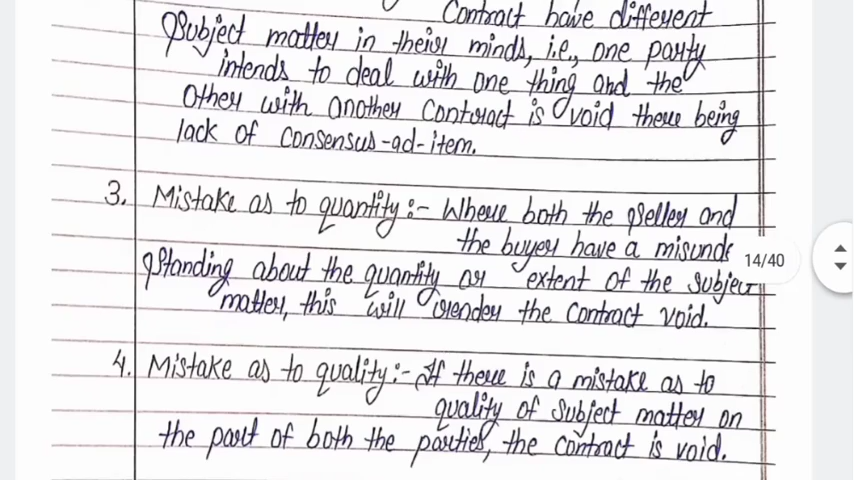 Contract have different
Subject matter in their minds, i.e., one party
intends to deal with one thing and the
Other with another Contract is void there being
lack of Consensus-ad-item.
3. Mistake as to quantity :- Where both the seller and
the buyer have a misund
14/40
Standing about the quantity or extent of the Subject
matter, this will render the Contract void.
4. Mistake as to quality :- If there is a mistake as to
quality of Subject matter on
the part of both the parties, the contract is void.